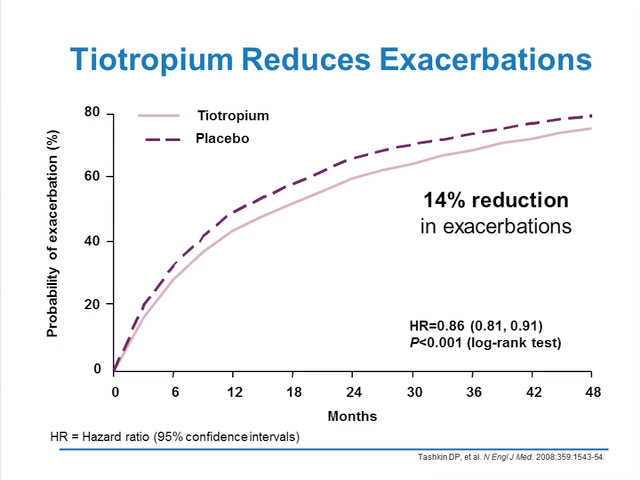 Tiotropium Reduces Exacerbations
Probability of exacerbation (%)
80
60
40
20
0
Tiotropium
Placebo
14% reduction
in exacerbations
HR=0.86 (0.81, 0.91)
P<0.001 (log-rank test)
0 6 12 18 24 30 36 42 48
Months
HR = Hazard ratio (95% confidence intervals)
Tashkin DP, et al. N Engl J Med. 2008;359:1543-54.